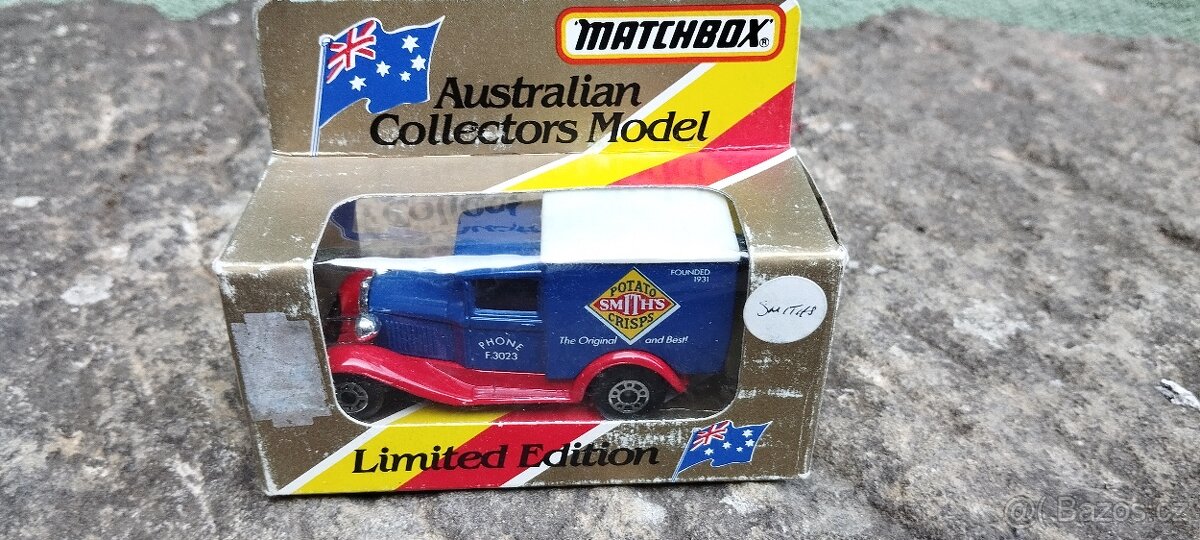 MATCHBOX®
Australian
Collectors Model
FOUNDED
1931
POTATO
SMITH'S
CRISPS
The Original and Best!
PHONE
F.3023
SMITHS
Limited Edition
Bazos.cz